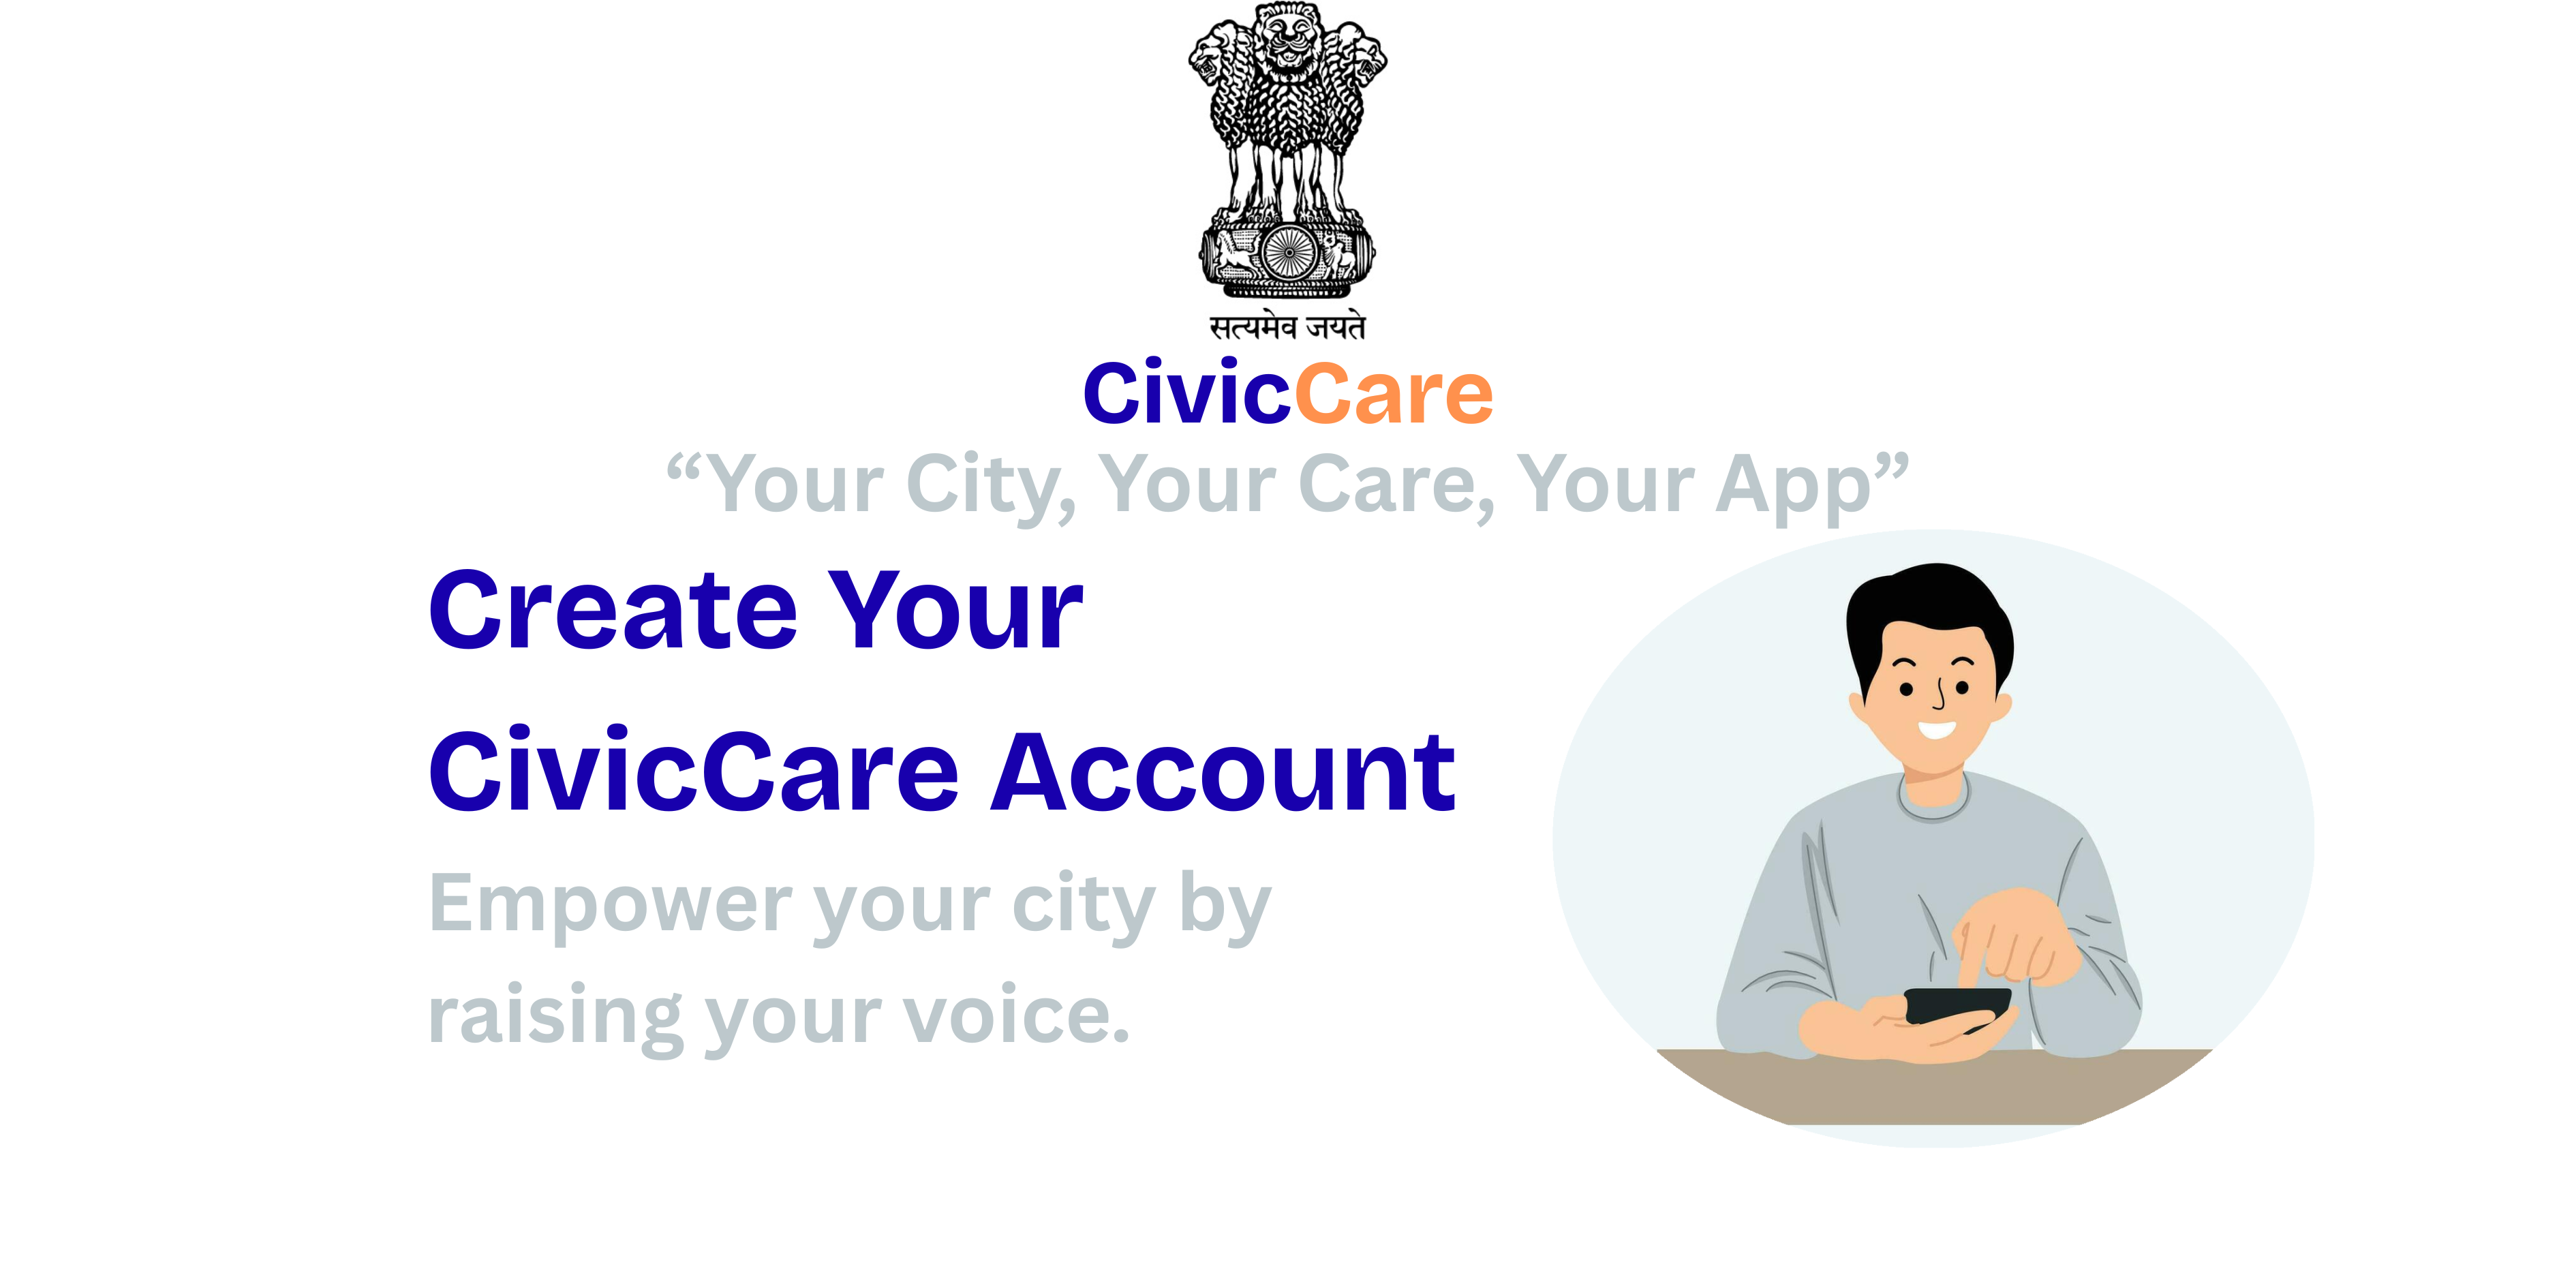 सत्यमेव जयते
CivicCare
“Your City, Your Care, Your App”
Create Your
CivicCare Account
Empower your city by
raising your voice.